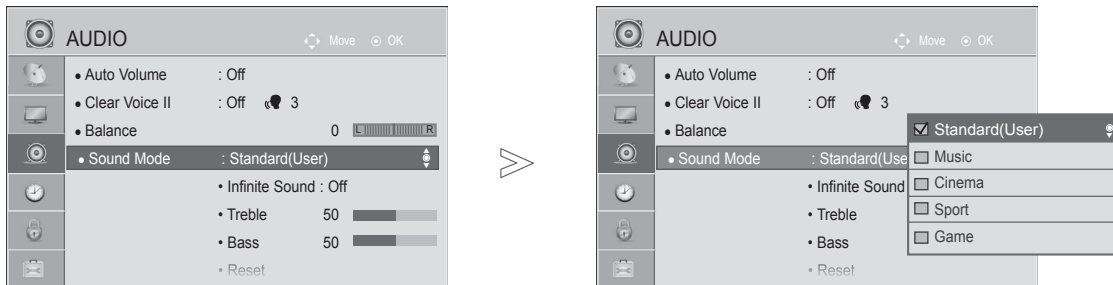 AUDIO
Move
OK
• Auto Volume : Off
• Clear Voice II : Off 3
• Balance 0 L R
• Sound Mode : Standard(User)
• Infinite Sound : Off
• Treble 50
• Bass 50
• Reset
AUDIO
Move
OK
• Auto Volume : Off
• Clear Voice II : Off 3
• Balance
• Sound Mode : Standard(Use
• Infinite Sound
• Treble
• Bass
• Reset
Standard(User)
Music
Cinema
Sport
Game